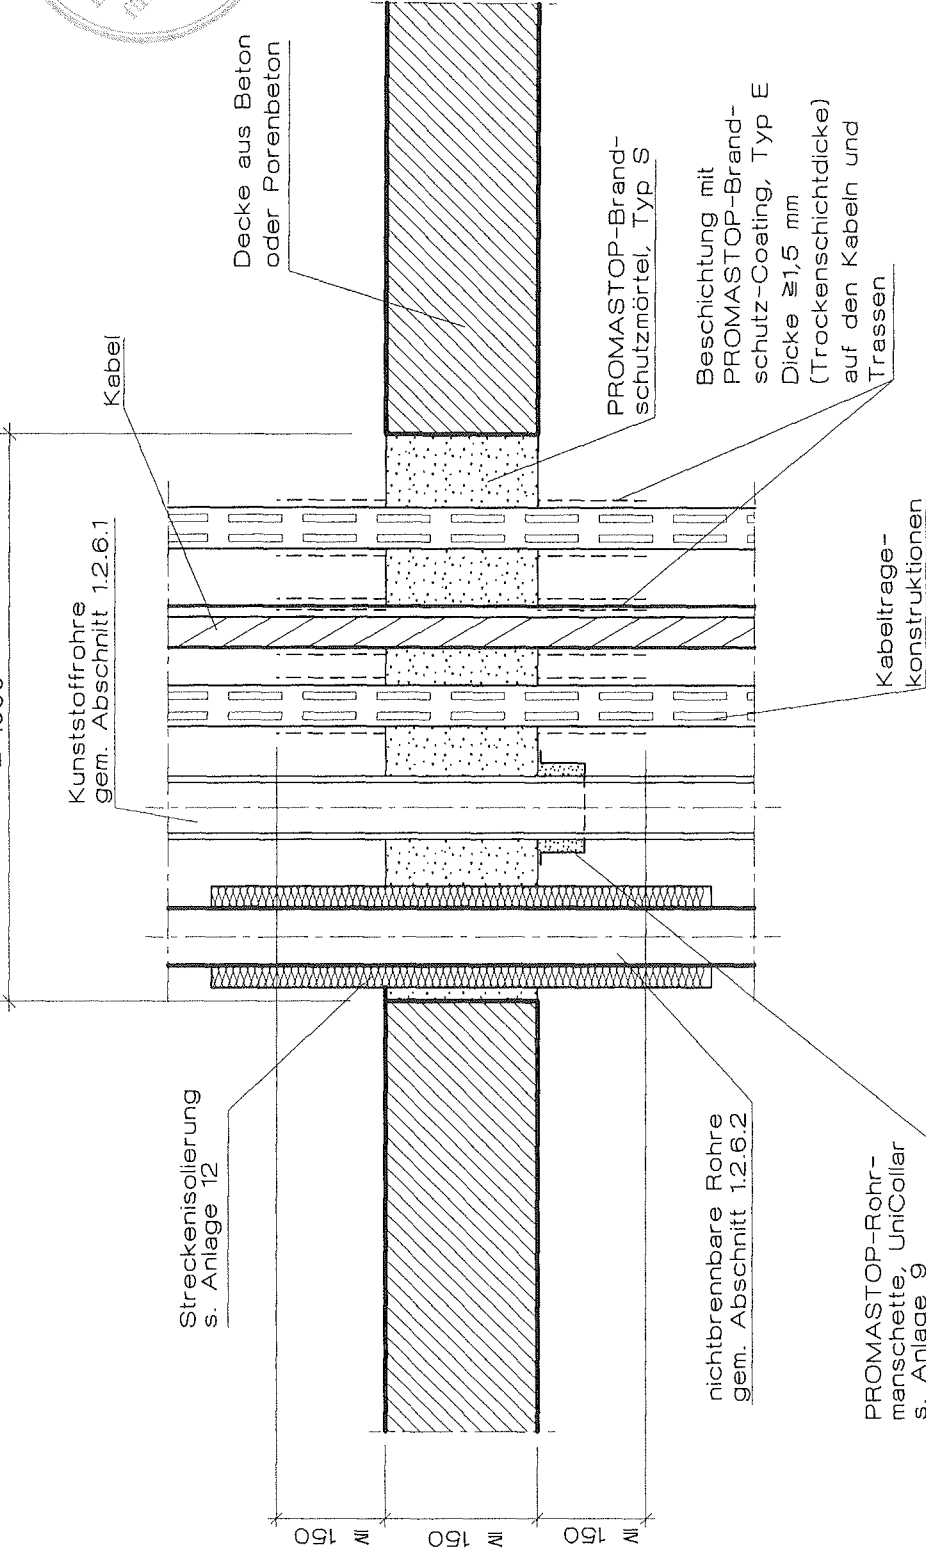 Decke aus Beton
oder Porenbeton
Kabel
Kunststoffrohre
gem. Abschnitt 1.2.6.1
PROMASTOP-Brand-
schutzmörtel, Typ S
Beschichtung mit
PROMASTOP-Brand-
schutz-Coating, Typ E
Dicke ≥1,5 mm
(Trockenschichtdicke)
auf den Kabeln und
Trassen
Kabeltrage-
konstruktionen
Streckenisolierung
s. Anlage 12
nichtbrennbare Rohre
gem. Abschnitt 1.2.6.2
PROMASTOP-Rohr-
manschette, UniCollar
s. Anlage 9
≥ 150
≥ 150
≥ 150